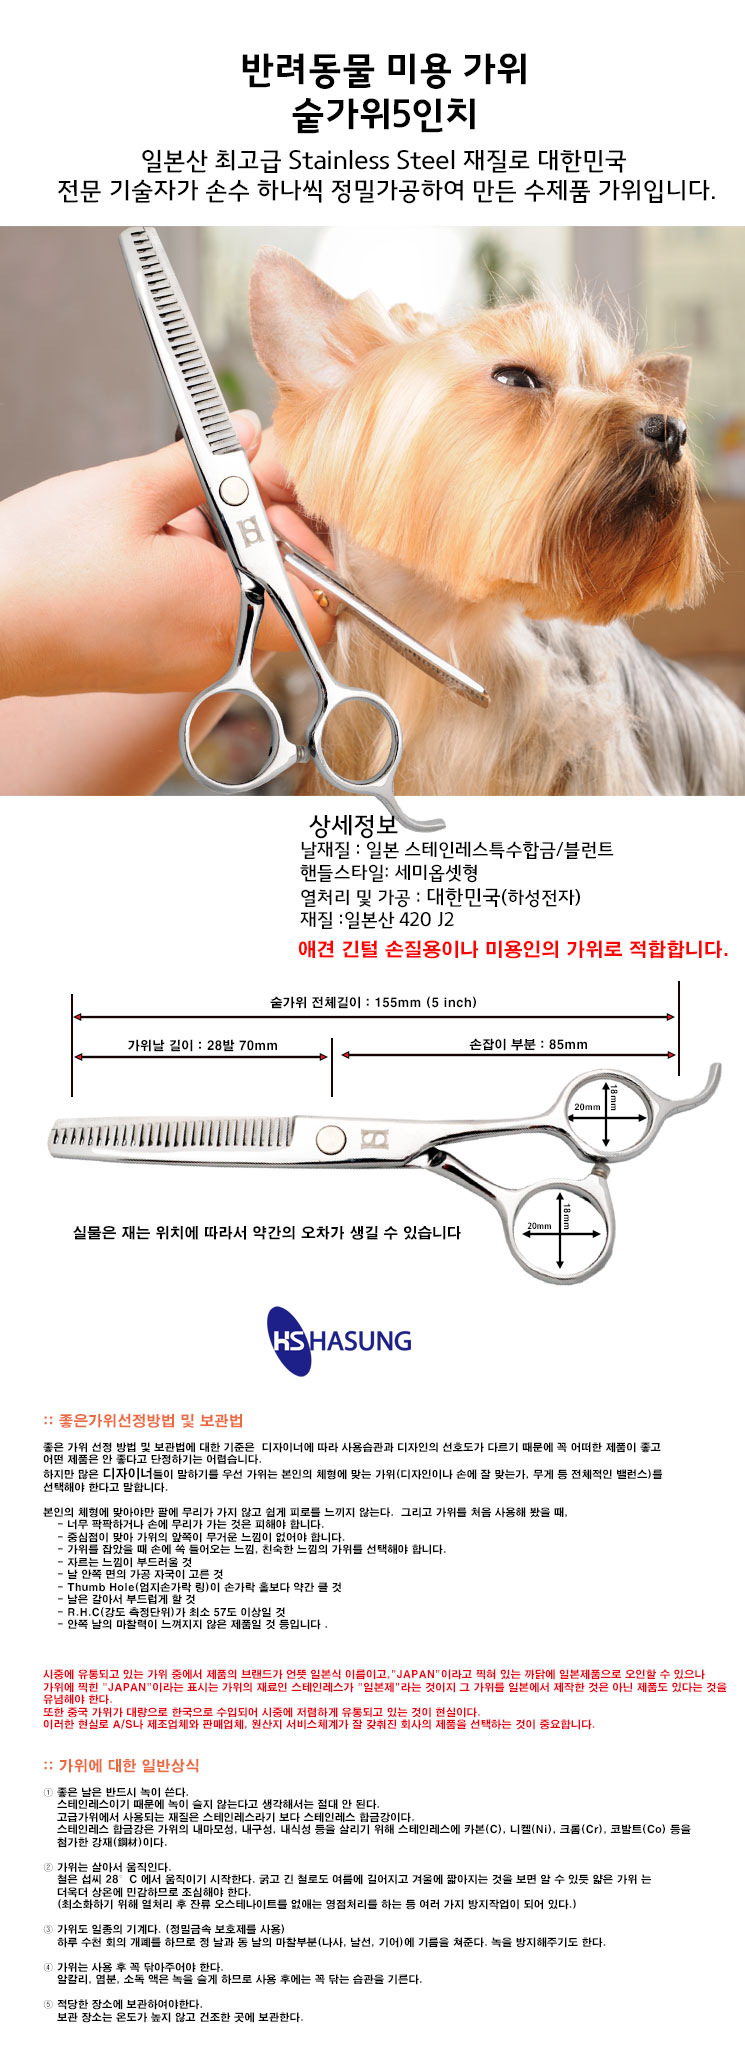 반려동물 미용 가위
숱가위5인치
일본산 최고급 Stainless Steel 재질로 대한민국
전문 기술자가 손수 하나씩 정밀가공하여 만든 수제품 가위입니다.
상세정보
날재질 : 일본 스테인레스특수합금/블런트
핸들스타일: 세미옵셋형
열처리 및 가공 : 대한민국(하성전자)
재질 :일본산 420 J2
애견 긴털 손질용이나 미용인의 가위로 적합합니다.
숱가위 전체길이 : 155mm (5 inch)
가위날 길이 : 28발 70mm
손잡이 부분 : 85mm
18mm
20mm
18mm
20mm
실물은 재는 위치에 따라서 약간의 오차가 생길 수 있습니다
HS HASUNG
:: 좋은가위선정방법 및 보관법
좋은 가위 선정 방법 및 보관법에 대한 기준은 디자이너에 따라 사용습관과 디자인의 선호도가 다르기 때문에 꼭 어떠한 제품이 좋고
어떤 제품은 안 좋다고 단정하기는 어렵습니다.
하지만 많은 디자이너들이 말하기를 우선 가위는 본인의 체형에 맞는 가위(디자인이나 손에 잘 맞는가, 무게 등 전체적인 밸런스)를
선택해야 한다고 말합니다.
본인의 체형에 맞아야만 팔에 무리가 가지 않고 쉽게 피로를 느끼지 않는다. 그리고 가위를 처음 사용해 봤을 때,
- 너무 팍팍하거나 손에 무리가 가는 것은 피해야 합니다.
- 중심점이 맞아 가위의 앞쪽이 무거운 느낌이 없어야 합니다.
- 가위를 잡았을 때 손에 쏙 들어오는 느낌, 친숙한 느낌의 가위를 선택해야 합니다.
- 자르는 느낌이 부드러울 것
- 날 안쪽 면의 가공 자국이 고른 것
- Thumb Hole(엄지손가락 링)이 손가락 홀보다 약간 클 것
- 날은 갈아서 부드럽게 할 것
- R.H.C(강도 측정단위)가 최소 57도 이상일 것
- 안쪽 날의 마찰력이 느껴지지 않은 제품일 것 등입니다 .
시중에 유통되고 있는 가위 중에서 제품의 브랜드가 언뜻 일본식 이름이고,"JAPAN"이라고 찍혀 있는 까닭에 일본제품으로 오인할 수 있으나
가위에 찍힌 "JAPAN"이라는 표시는 가위의 재료인 스테인레스가 "일본제"라는 것이지 그 가위를 일본에서 제작한 것은 아닌 제품도 있다는 것을
유념해야 한다.
또한 중국 가위가 대량으로 한국으로 수입되어 시중에 저렴하게 유통되고 있는 것이 현실이다.
이러한 현실로 A/S나 제조업체와 판매업체, 원산지 서비스체계가 잘 갖춰진 회사의 제품을 선택하는 것이 중요합니다.
:: 가위에 대한 일반상식
① 좋은 날은 반드시 녹이 쓴다.
스테인레스이기 때문에 녹이 슬지 않는다고 생각해서는 절대 안 된다.
고급가위에서 사용되는 재질은 스테인레스라기 보다 스테인레스 합금강이다.
스테인레스 합금강은 가위의 내마모성, 내구성, 내식성 등을 살리기 위해 스테인레스에 카본(C), 니켈(Ni), 크롬(Cr), 코발트(Co) 등을
첨가한 강재(鋼材)이다.
② 가위는 살아서 움직인다.
철은 섭씨 28° C 에서 움직이기 시작한다. 굵고 긴 철로도 여름에 길어지고 겨울에 짧아지는 것을 보면 알 수 있듯 얇은 가위 는
더욱더 상온에 민감하므로 조심해야 한다.
(최소화하기 위해 열처리 후 잔류 오스테나이트를 없애는 영점처리를 하는 등 여러 가지 방지작업이 되어 있다.)
③ 가위도 일종의 기계다. (정밀금속 보호제를 사용)
하루 수천 회의 개폐를 하므로 정 날과 동 날의 마찰부분(나사, 날선, 기어)에 기름을 쳐준다. 녹을 방지해주기도 한다.
④ 가위는 사용 후 꼭 닦아주어야 한다.
알칼리, 염분, 소독 액은 녹을 슬게 하므로 사용 후에는 꼭 닦는 습관을 기른다.
⑤ 적당한 장소에 보관하여야한다.
보관 장소는 온도가 높지 않고 건조한 곳에 보관한다.